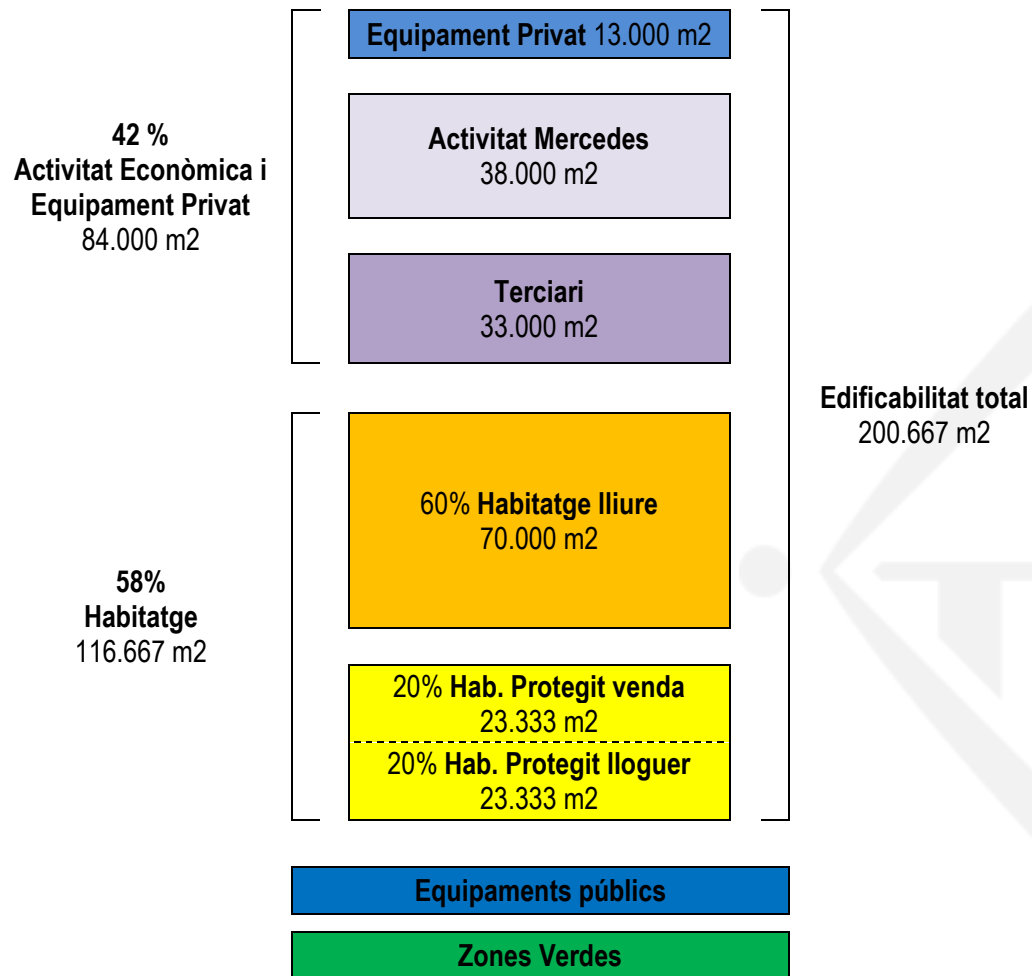 Equipament Privat 13.000 m2
42 %
Activitat Econòmica i
Equipament Privat
84.000 m2
Activitat Mercedes
38.000 m2
Terciari
33.000 m2
Edificabilitat total
200.667 m2
60% Habitatge lliure
70.000 m2
58%
Habitatge
116.667 m2
20% Hab. Protegit venda
23.333 m2
20% Hab. Protegit lloguer
23.333 m2
Equipaments públics
Zones Verdes